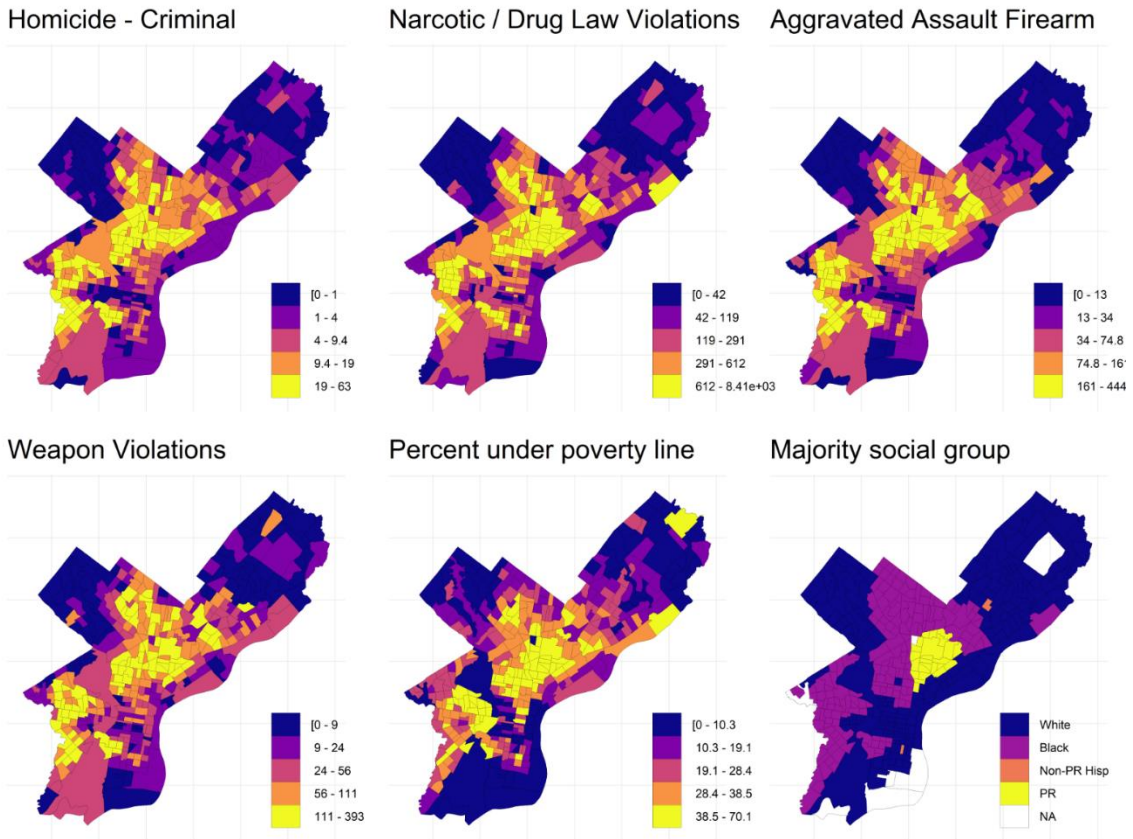 Homicide - Criminal
[0 - 1
1 - 4
4 - 9.4
9.4 - 19
19 - 63
Narcotic / Drug Law Violations
[0 - 42
42 - 119
119 - 291
291 - 612
612 - 8.41e+03
Aggravated Assault Firearm
[0 - 13
13 - 34
34 - 74.8
74.8 - 161
161 - 444
Weapon Violations
[0 - 9
9 - 24
24 - 56
56 - 111
111 - 393
Percent under poverty line
[0 - 10.3
10.3 - 19.1
19.1 - 28.4
28.4 - 38.5
38.5 - 70.1
Majority social group
White
Black
Non-PR Hisp
PR
NA